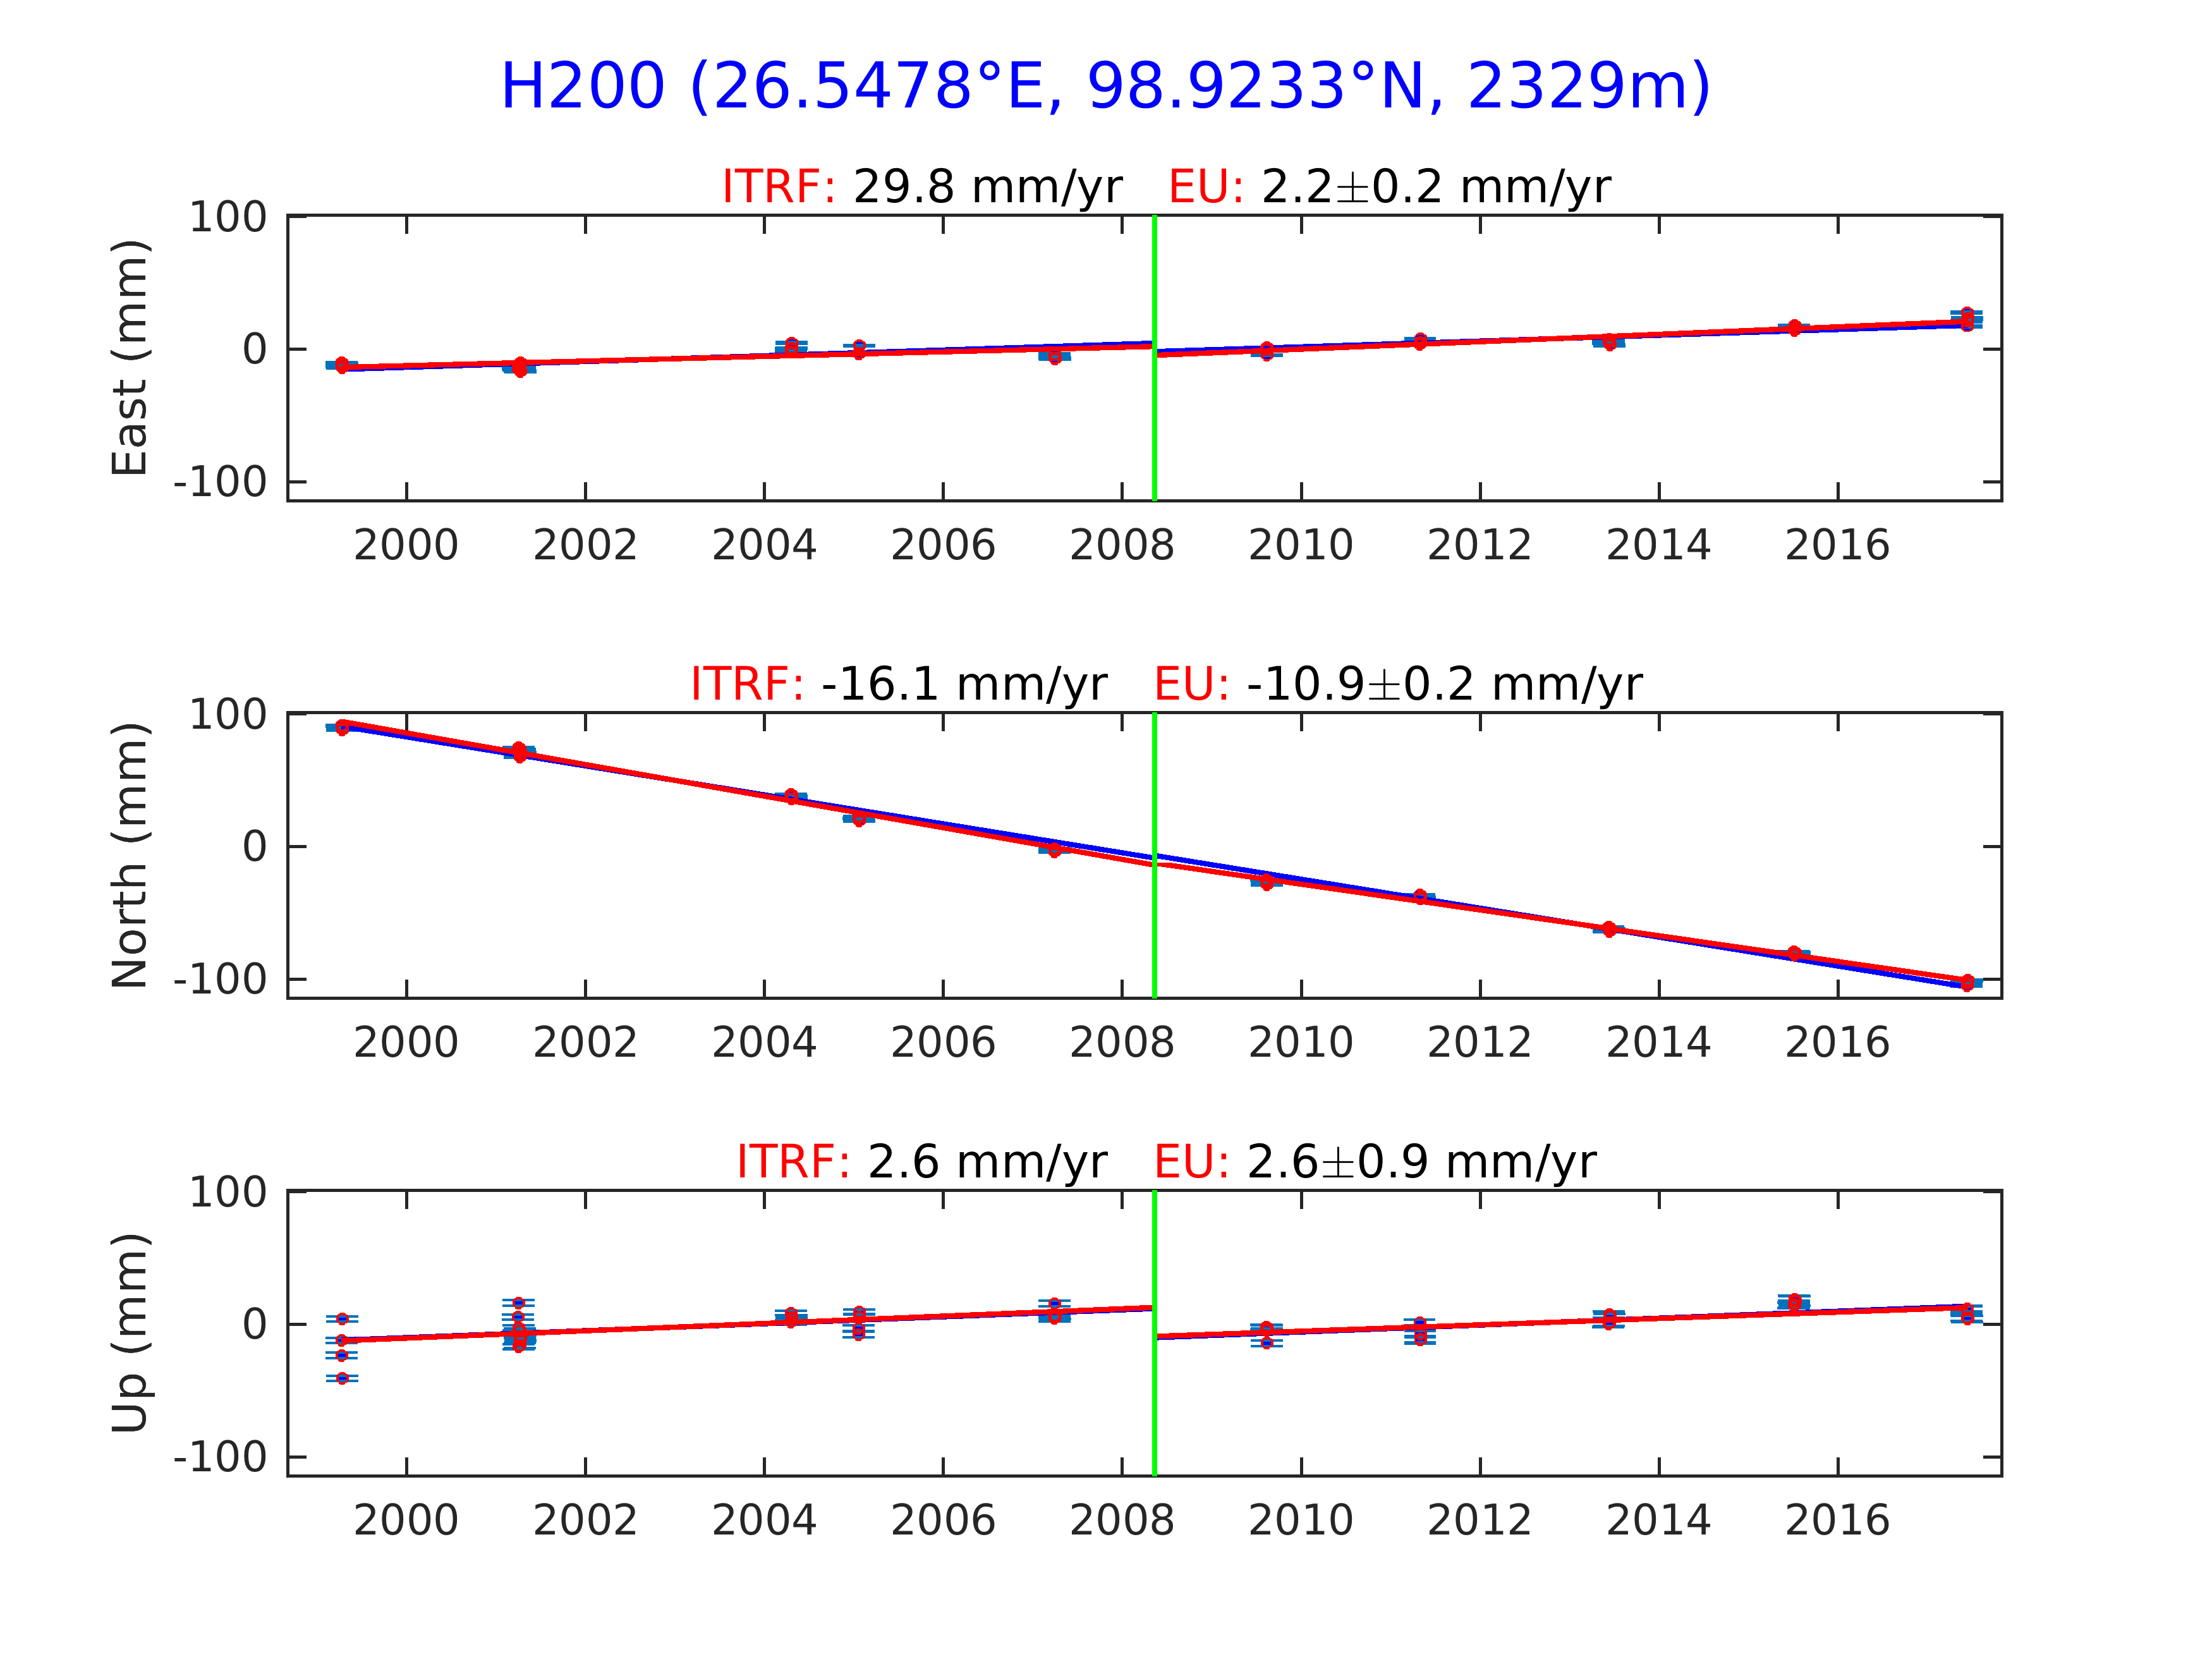 H200 (26.5478°E, 98.9233°N, 2329m)
ITRF: 29.8 mm/yr EU: 2.2±0.2 mm/yr
East (mm)
100
0
-100
2000 2002 2004 2006 2008 2010 2012 2014 2016
ITRF: -16.1 mm/yr EU: -10.9±0.2 mm/yr
North (mm)
100
0
-100
2000 2002 2004 2006 2008 2010 2012 2014 2016
ITRF: 2.6 mm/yr EU: 2.6±0.9 mm/yr
Up (mm)
100
0
-100
2000 2002 2004 2006 2008 2010 2012 2014 2016